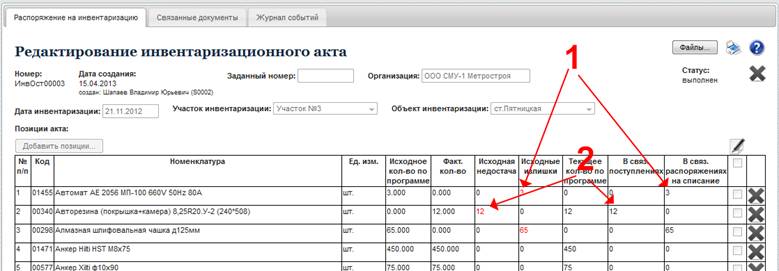 Распоряжение на инвентаризацию Связанные документы Журнал событий
Редактирование инвентаризационного акта Файлы...
Номер: Дата создания: Заданный номер: Организация: ООО СМУ-1 Метрострой Статус:
ИнвОст00003 15.04.2013 выполнен
создан: Шапаев Владимир Юрьевич (S0002)
Дата инвентаризации: 21.11.2012 Участок инвентаризации: Участок №3 Объект инвентаризации: ст.Пятницкая
Позиции акта:
Добавить позиции...
1
2
№ п/п Код Номенклатура Ед. изм. Исходное кол-во по программе Факт. кол-во Исходная недостача Исходные излишки Текущее кол-во по программе В связ. поступлениях В связ. распоряжениях на списание
1 01455 Автомат АЕ 2056 МП-100 660V 50Hz 80А шт. 3.000 0.000 0 3 0 0 3
2 00340 Авторезина (покрышка+камера) 8,25R20.У-2 (240*508) шт. 0.000 12.000 12 0 12 12 0
3 00298 Алмазная шлифовальная чашка д125мм шт. 65.000 0.000 0 65 0 0 65
4 01471 Анкер Hilti HST M8x75 шт. 450.000 450.000 0 0 450 0 0
5 00577 Анкер Хilti ф10х90 шт. 75.000 75.000 0 0 75 0 0